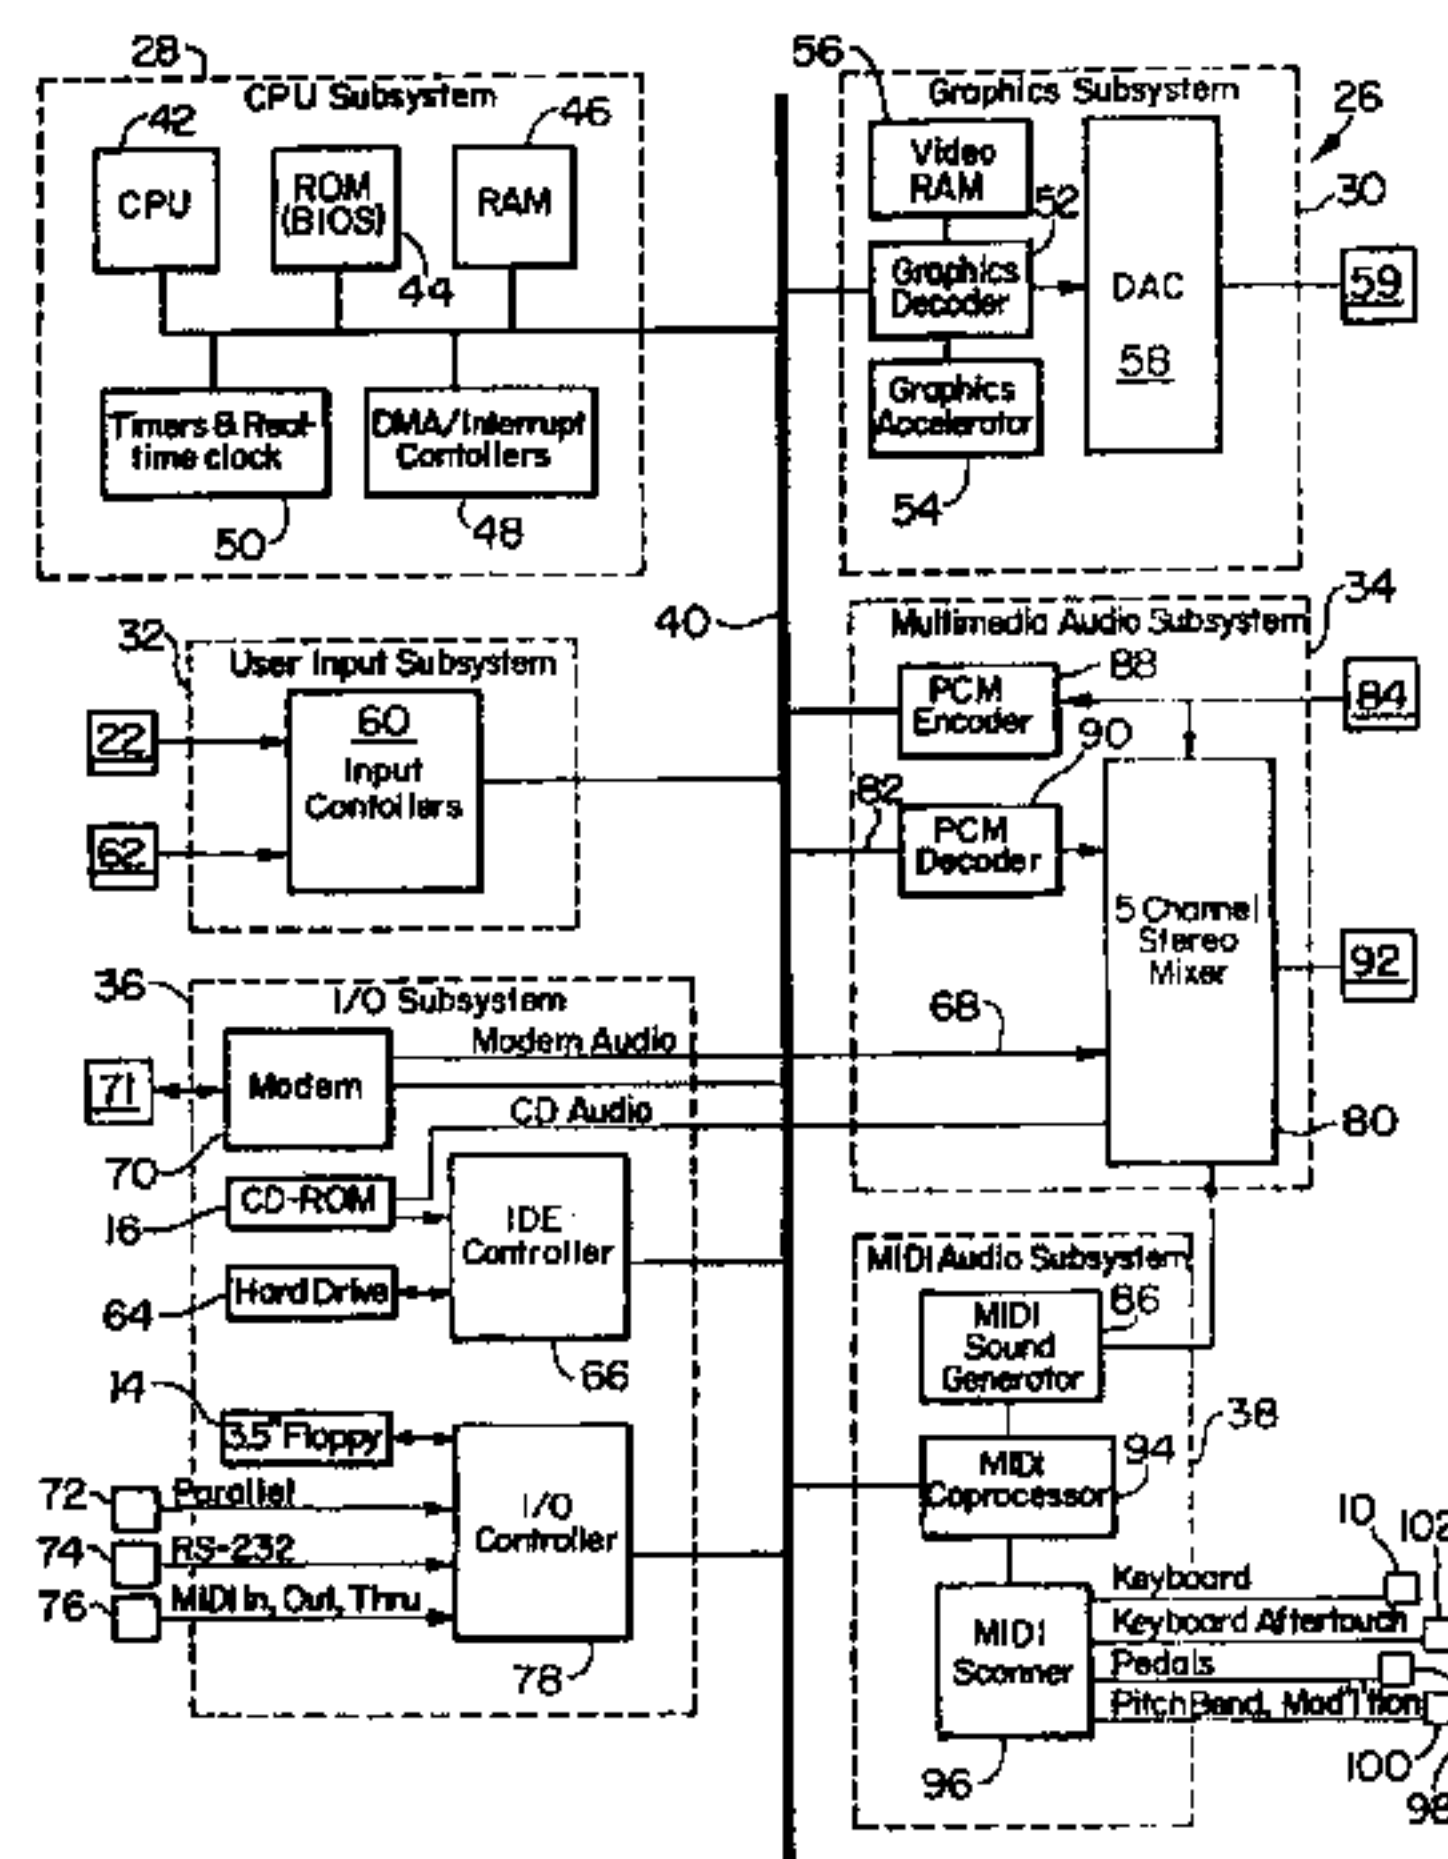 28
CPU Subsystem
42
46
CPU
ROM
(BIOS)
RAM
44
Timers & Real-
time clock
DMA/Interrupt
Contollers
50
48
56
Graphics Subsystem
26
Video
RAM
52
30
Graphics
Decoder
DAC
58
59
Graphics
Accelerator
54
40
32
User Input Subsystem
22
60
Input
Contollers
62
34
Multimedia Audio Subsystem
88
PCM
Encoder
84
90
82
PCM
Decoder
5 Channel
Stereo
Mixer
92
68
80
36
I/O Subsystem
Modem Audio
71
Modem
CD Audio
70
CD-ROM
16
IDE
Controller
Hard Drive
64
66
14
3.5" Floppy
72
Parallel
I/O
Controller
74
RS-232
76
MIDI In, Out, Thru
78
MIDI Audio Subsystem
86
MIDI
Sound
Generator
38
94
MIDI
Coprocessor
10
102
Keyboard
Keyboard Aftertouch
MIDI
Scanner
Pedals
Pitch Bend, Mod'l'tion
96
100
98